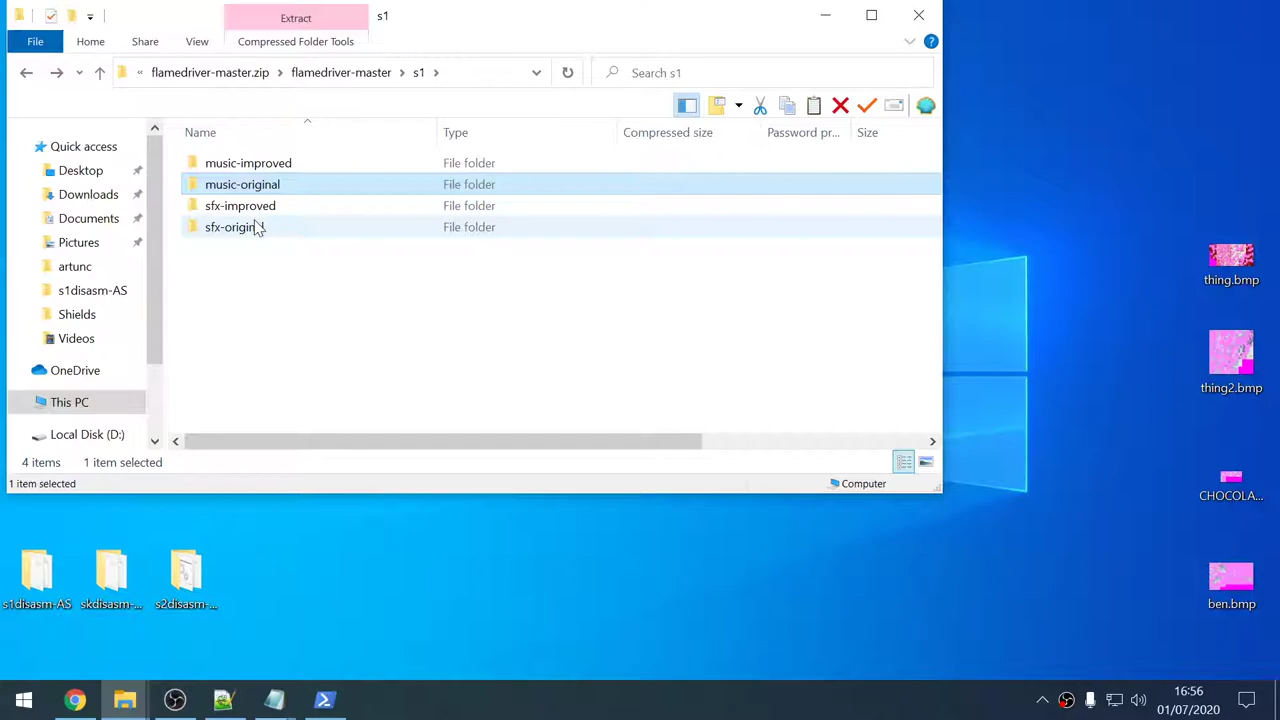 Extract
s1
File
Home
Share
View
Compressed Folder Tools
« flamedriver-master.zip > flamedriver-master > s1 >
Search s1
Name
Type
Compressed size
Password pr...
Size
Quick access
Desktop
Downloads
Documents
Pictures
artunc
s1disasm-AS
Shields
Videos
OneDrive
This PC
Local Disk (D:)
music-improved File folder
music-original File folder
sfx-improved File folder
sfx-original File folder
4 items 1 item selected
1 item selected
Computer
thing.bmp
thing2.bmp
CHOCOLA...
ben.bmp
s1disasm-AS
skdisasm-...
s2disasm-...
16:56
01/07/2020